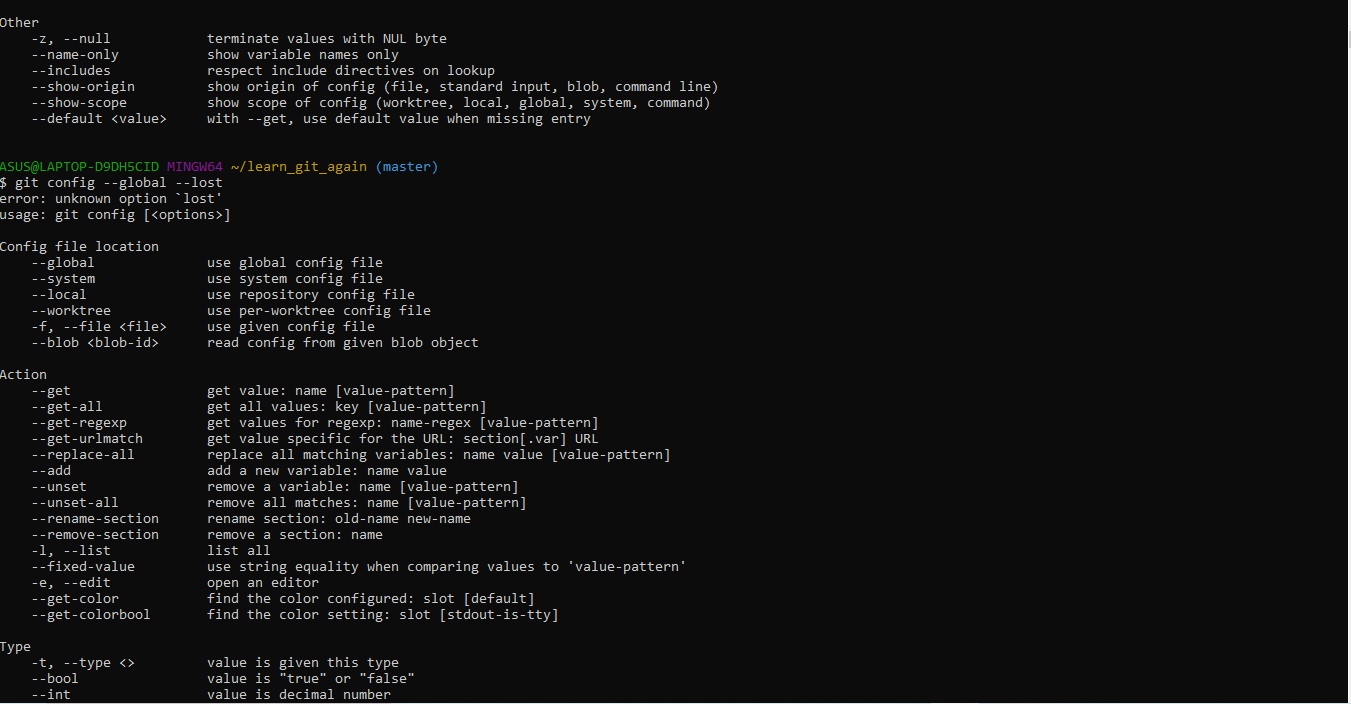 Other
    -z, --null            terminate values with NUL byte
    --name-only           show variable names only
    --includes            respect include directives on lookup
    --show-origin         show origin of config (file, standard input, blob, command line)
    --show-scope          show scope of config (worktree, local, global, system, command)
    --default <value>     with --get, use default value when missing entry
ASUS@LAPTOP-D9DH5CID MINGW64 ~/learn_git_again (master)
$ git config --global --lost
error: unknown option `lost'
usage: git config [<options>]
Config file location
    --global              use global config file
    --system              use system config file
    --local               use repository config file
    --worktree            use per-worktree config file
    -f, --file <file>     use given config file
    --blob <blob-id>      read config from given blob object
Action
    --get                 get value: name [value-pattern]
    --get-all             get all values: key [value-pattern]
    --get-regexp          get values for regexp: name-regex [value-pattern]
    --get-urlmatch        get value specific for the URL: section[.var] URL
    --replace-all         replace all matching variables: name value [value-pattern]
    --add                 add a new variable: name value
    --unset               remove a variable: name [value-pattern]
    --unset-all           remove all matches: name [value-pattern]
    --rename-section      rename section: old-name new-name
    --remove-section      remove a section: name
    -l, --list            list all
    --fixed-value         use string equality when comparing values to 'value-pattern'
    -e, --edit            open an editor
    --get-color           find the color configured: slot [default]
    --get-colorbool       find the color setting: slot [stdout-is-tty]
Type
    -t, --type <>         value is given this type
    --bool                value is "true" or "false"
    --int                 value is decimal number